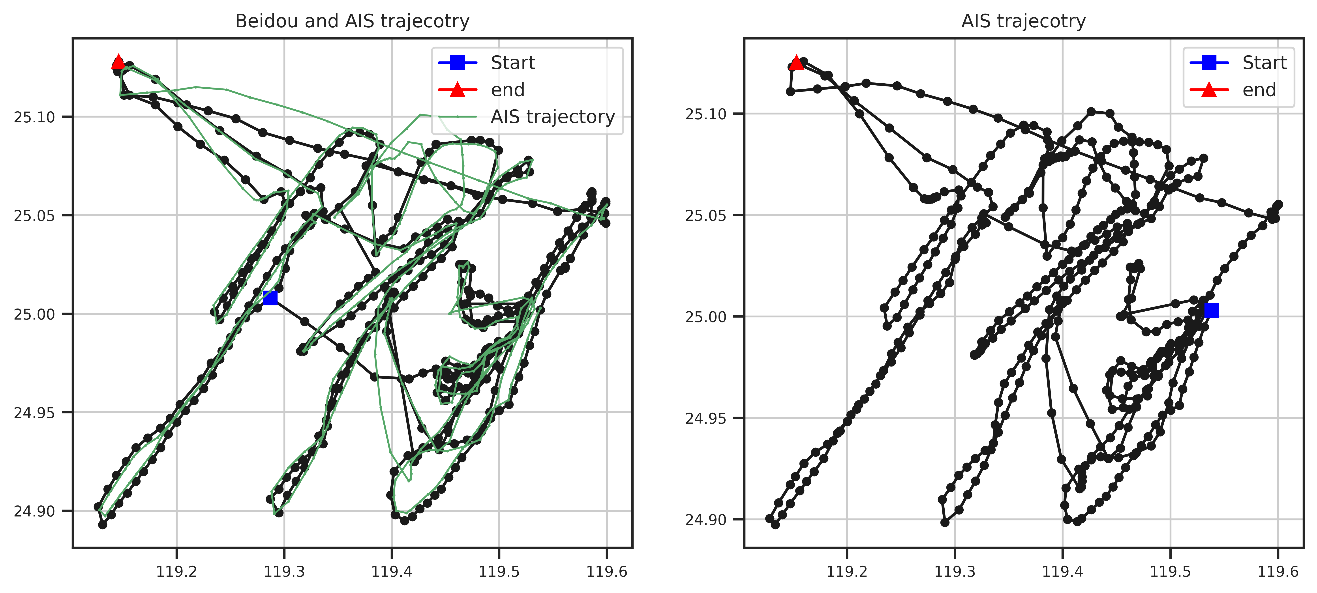 Beidou and AIS trajecotry
Start
end
AIS trajectory
25.10
25.05
25.00
24.95
24.90
119.2 119.3 119.4 119.5 119.6
AIS trajecotry
Start
end
25.10
25.05
25.00
24.95
24.90
119.2 119.3 119.4 119.5 119.6